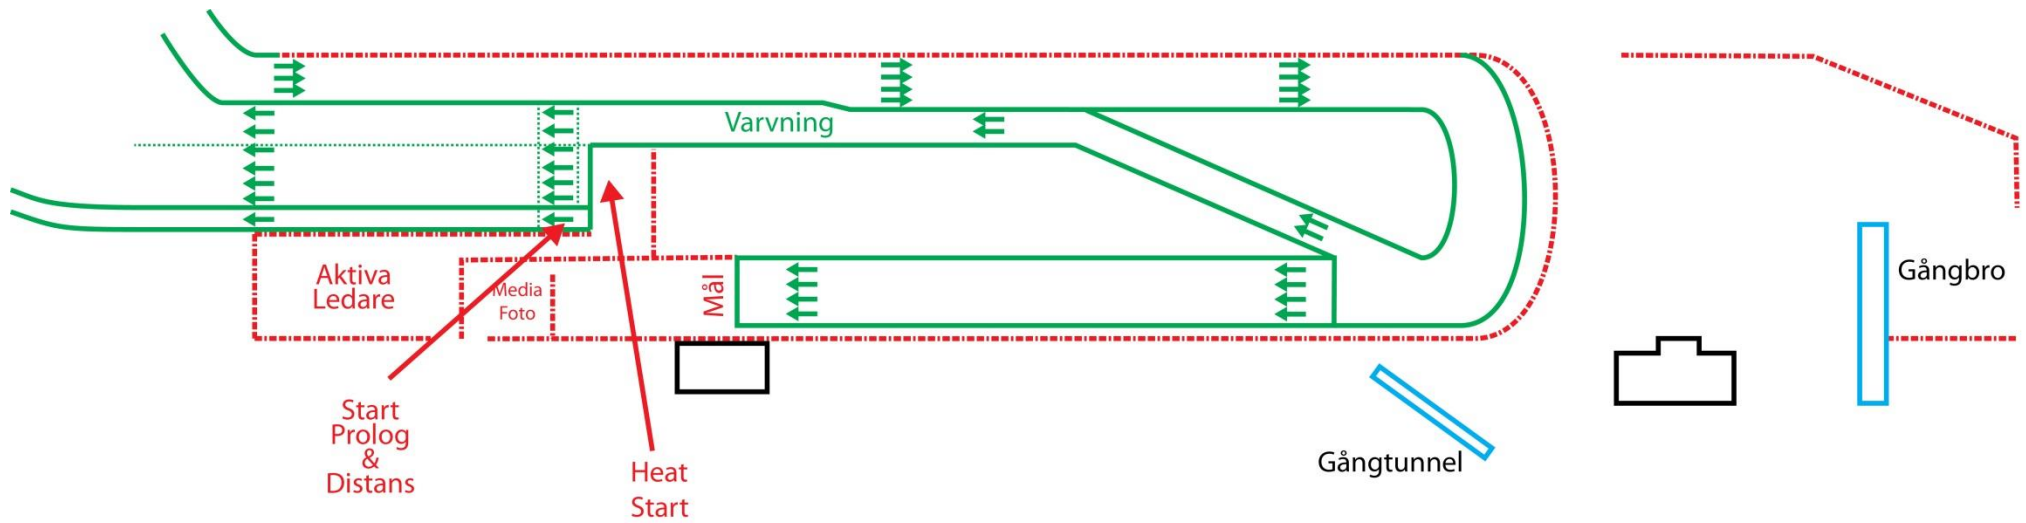 Varvning
Aktiva
Ledare
Media
Foto
Mål
Gångbro
Start
Prolog
&
Distans
Heat
Start
Gångtunnel